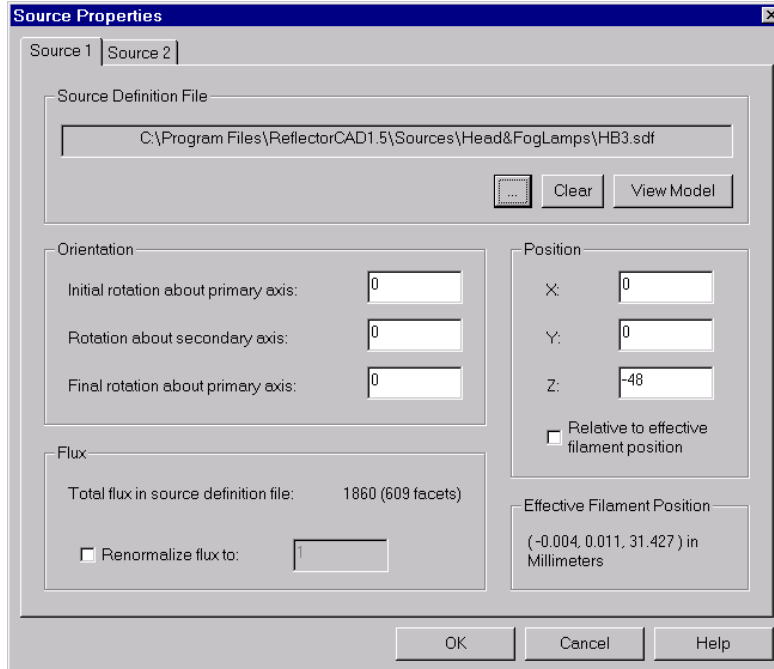 Source Properties
Source 1 Source 2
Source Definition File
C:\Program Files\ReflectorCAD1.5\Sources\Head&FogLamps\HB3.sdf
... Clear View Model
Orientation
Initial rotation about primary axis: 0
Rotation about secondary axis: 0
Final rotation about primary axis: 0
Position
X: 0
Y: 0
Z: -48
Relative to effective
filament position
Flux
Total flux in source definition file: 1860 (609 facets)
Renormalize flux to: 1
Effective Filament Position
( -0.004, 0.011, 31.427 ) in
Millimeters
OK Cancel Help